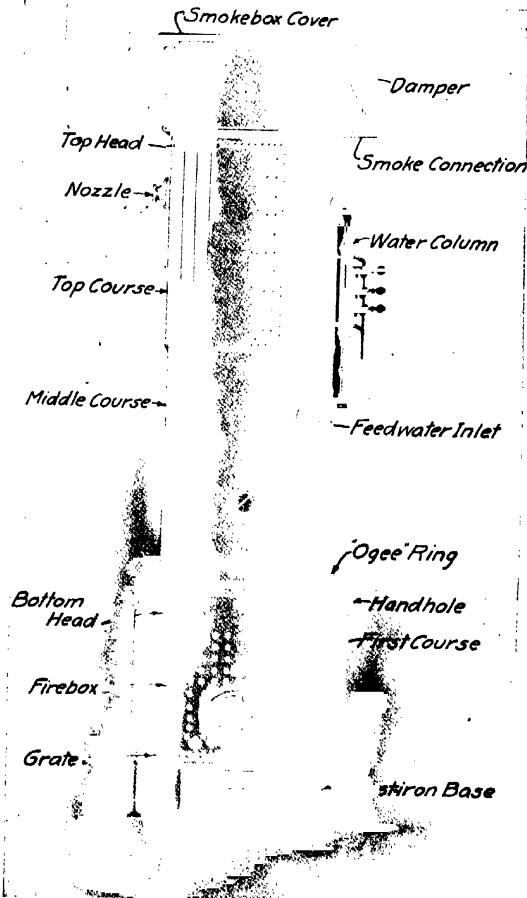 Smokebox Cover
Damper
Top Head
Smoke Connection
Nozzle
Water Column
Top Course
Middle Course
Feedwater Inlet
"Ogee" Ring
Bottom
Head
Handhole
First Course
Firebox
Grate
stiron Base